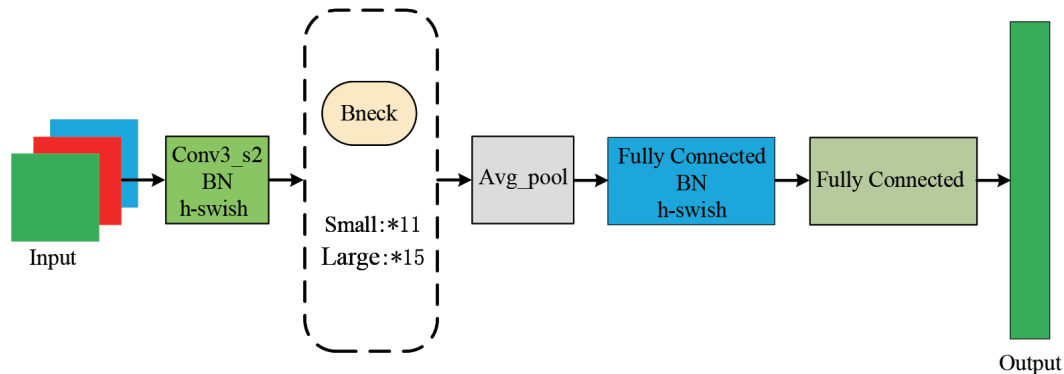 Input
Conv3_s2
BN
h-swish
Bneck
Small:*11
Large:*15
Avg_pool
Fully Connected
BN
h-swish
Fully Connected
Output